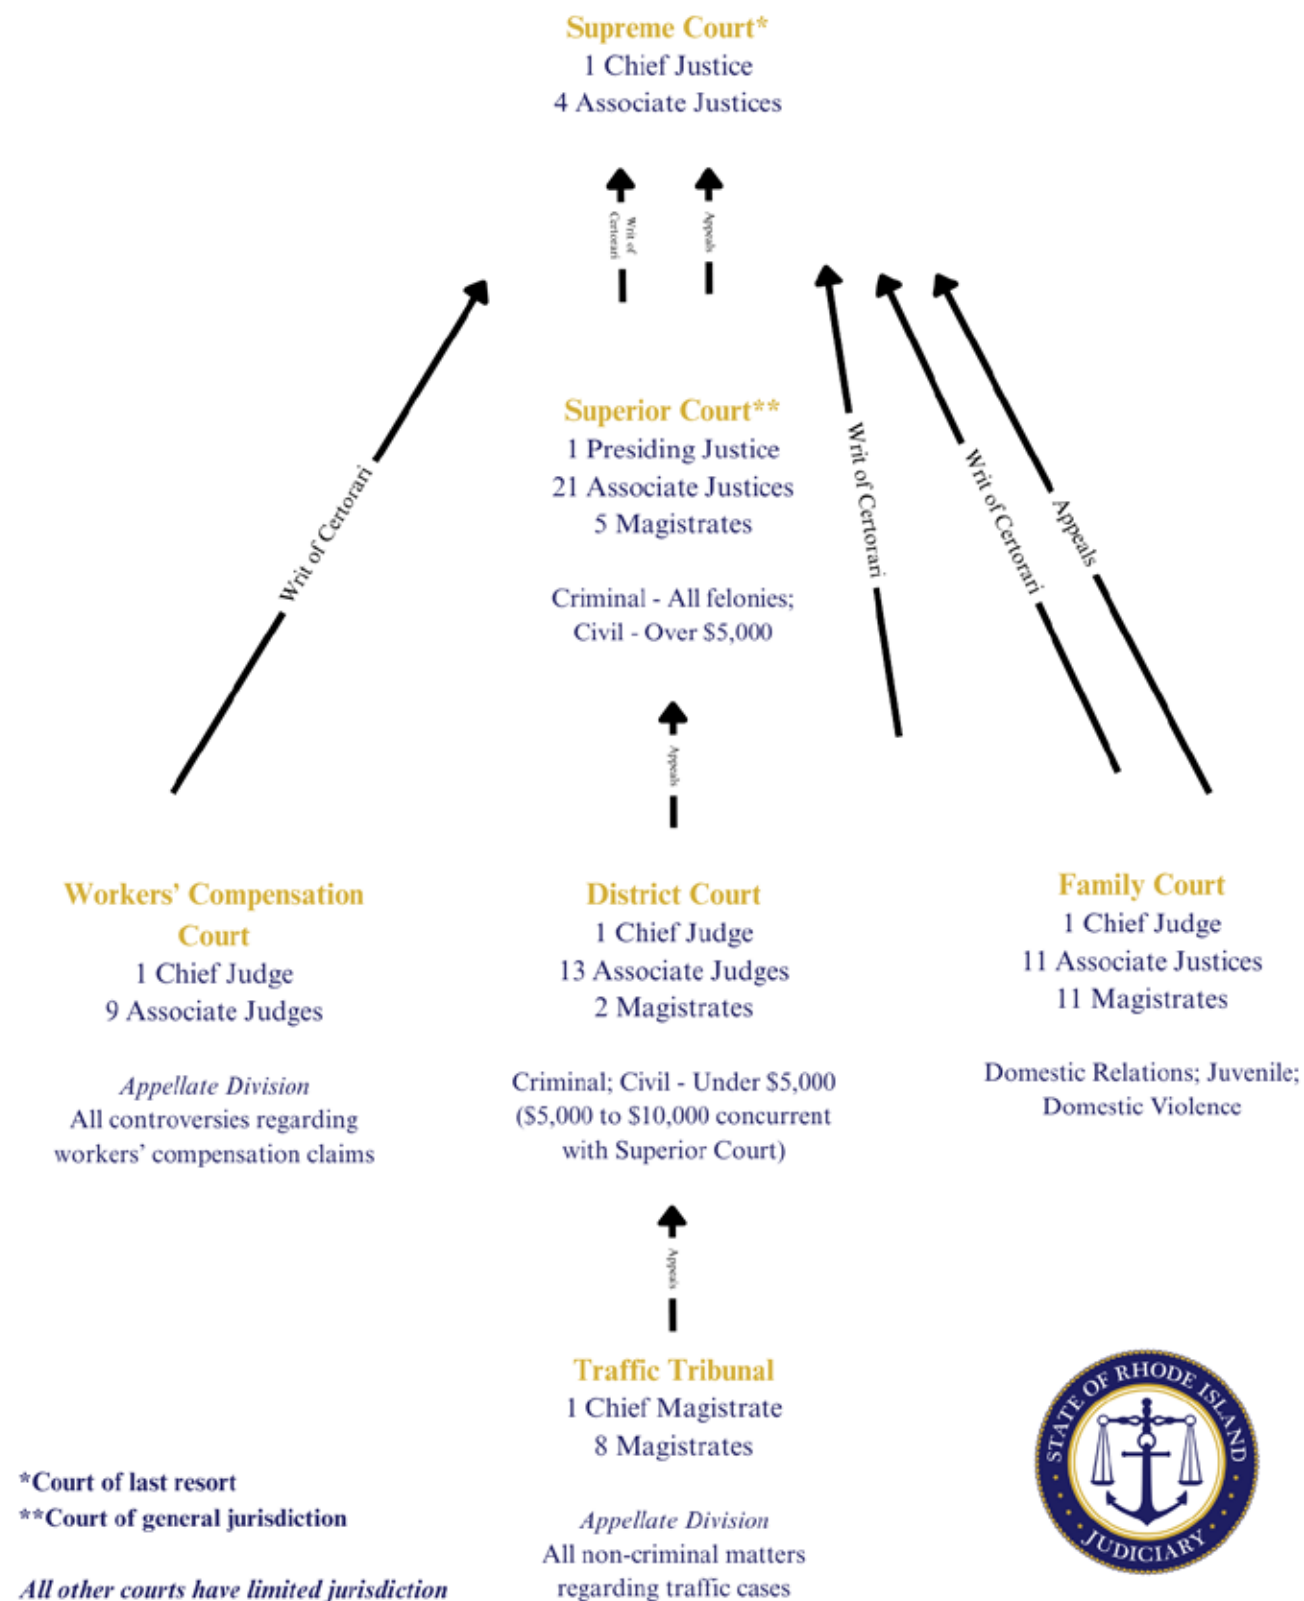 Supreme Court*
1 Chief Justice
4 Associate Justices
Writ of
Certorari
Appeals
Writ of Certorari
Superior Court**
1 Presiding Justice
21 Associate Justices
5 Magistrates
Criminal - All felonies;
Civil - Over $5,000
Writ of Certorari
Writ of Certorari
Appeals
Appeals
Workers' Compensation
Court
1 Chief Judge
9 Associate Judges
Appellate Division
All controversies regarding
workers' compensation claims
District Court
1 Chief Judge
13 Associate Judges
2 Magistrates
Criminal; Civil - Under $5,000
($5,000 to $10,000 concurrent
with Superior Court)
Family Court
1 Chief Judge
11 Associate Justices
11 Magistrates
Domestic Relations; Juvenile;
Domestic Violence
Appeals
Traffic Tribunal
1 Chief Magistrate
8 Magistrates
Appellate Division
All non-criminal matters
regarding traffic cases
*Court of last resort
**Court of general jurisdiction
All other courts have limited jurisdiction
STATE OF RHODE ISLAND
JUDICIARY